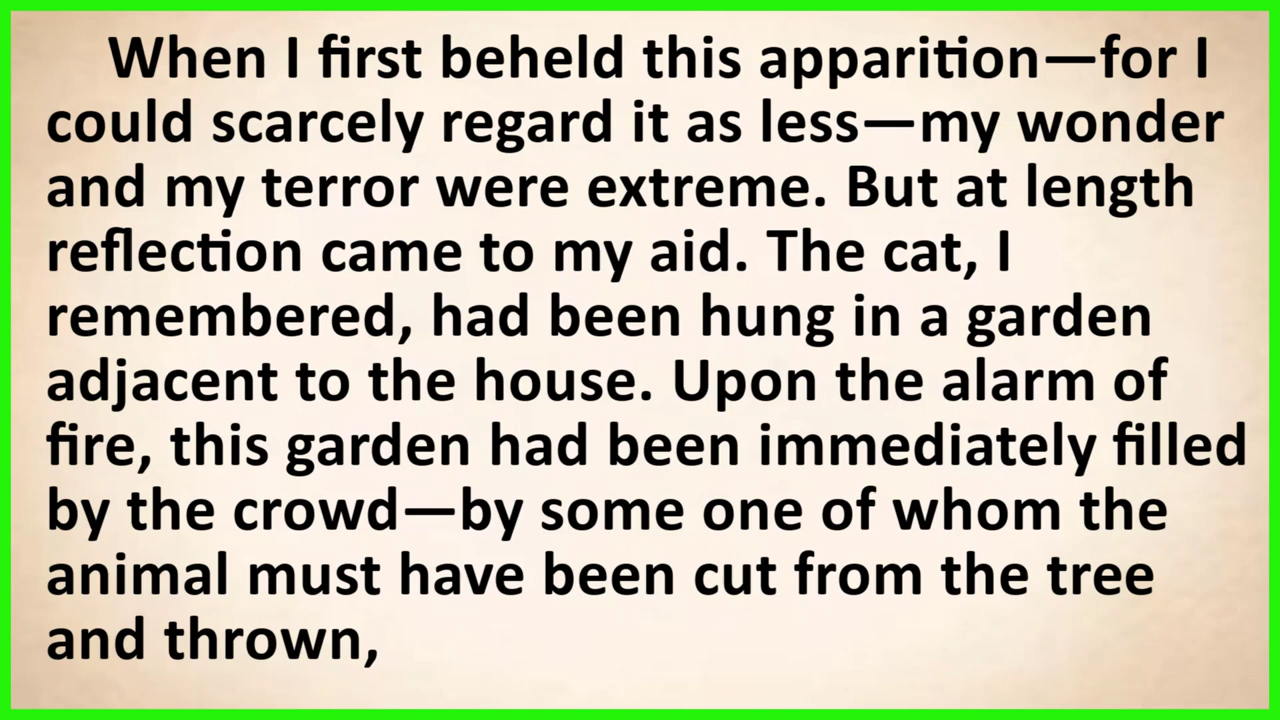 When I first beheld this apparition—for I
could scarcely regard it as less—my wonder
and my terror were extreme. But at length
reflection came to my aid. The cat, I
remembered, had been hung in a garden
adjacent to the house. Upon the alarm of
fire, this garden had been immediately filled
by the crowd—by some one of whom the
animal must have been cut from the tree
and thrown,